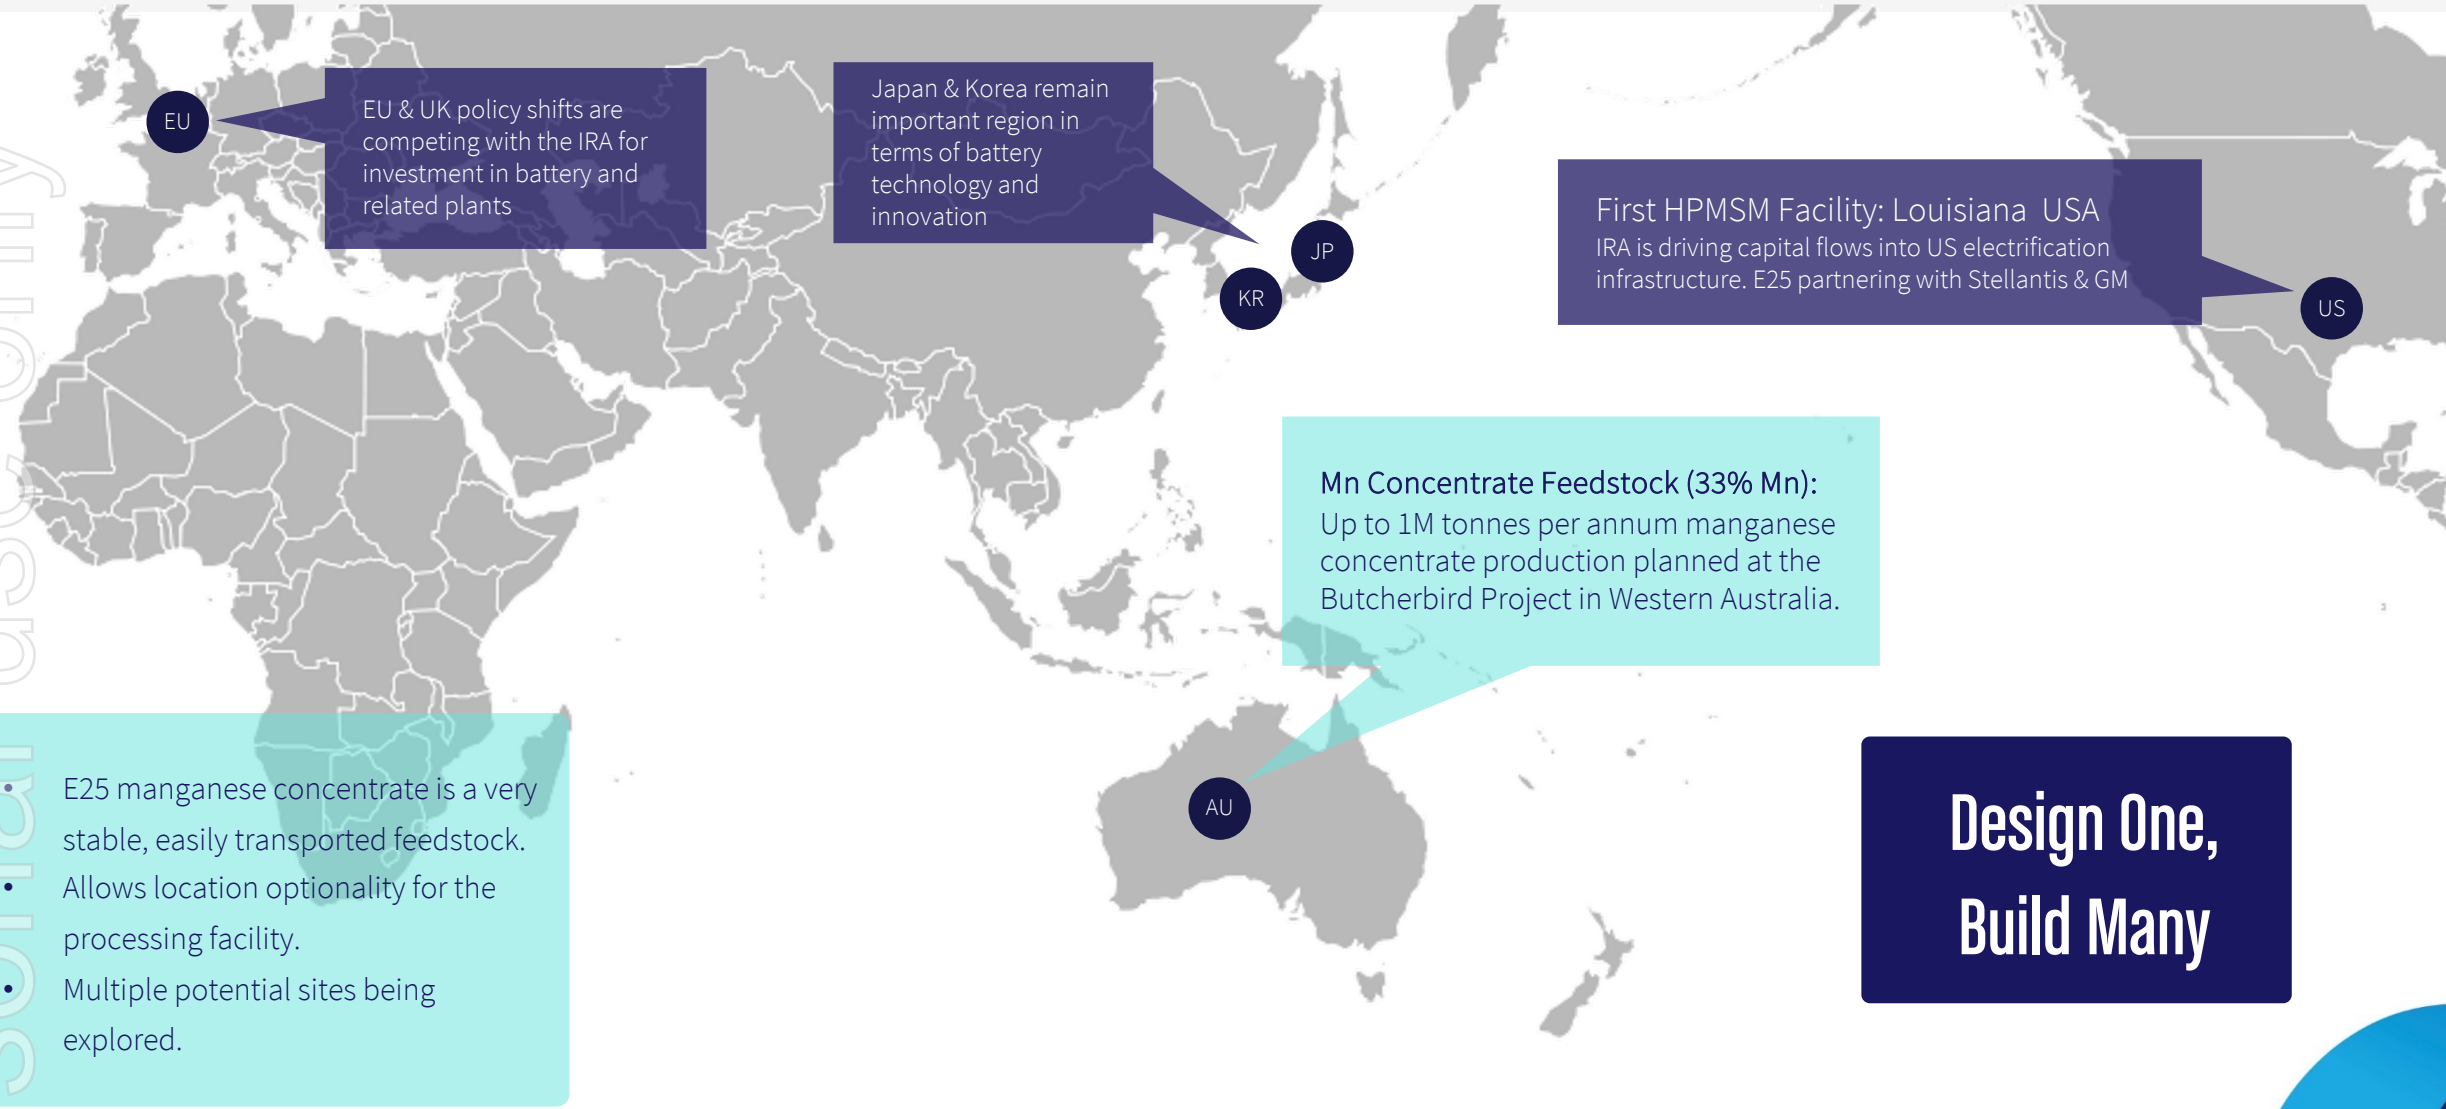 EU
EU & UK policy shifts are
competing with the IRA for
investment in battery and
related plants
Japan & Korea remain
important region in
terms of battery
technology and
innovation
JP
KR
First HPMSM Facility: Louisiana USA
IRA is driving capital flows into US electrification
infrastructure. E25 partnering with Stellantis & GM
US
Mn Concentrate Feedstock (33% Mn):
Up to 1M tonnes per annum manganese
concentrate production planned at the
Butcherbird Project in Western Australia.
AU
• E25 manganese concentrate is a very
stable, easily transported feedstock.
• Allows location optionality for the
processing facility.
• Multiple potential sites being
explored.
Design One,
Build Many